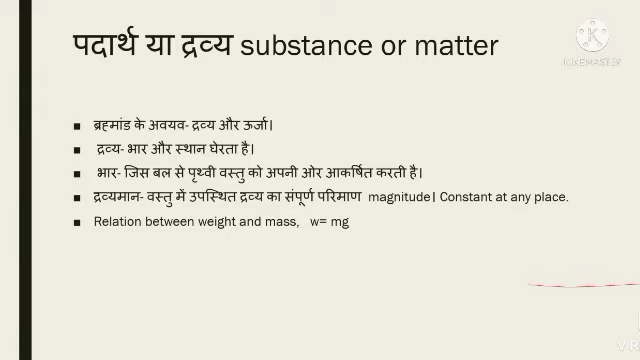 पदार्थ या द्रव्य substance or matter
K
KINEMASTER
■ ब्रह्मांड के अवयव- द्रव्य और ऊर्जा।
■ द्रव्य- भार और स्थान घेरता है।
■ भार- जिस बल से पृथ्वी वस्तु को अपनी ओर आकर्षित करती है।
■ द्रव्यमान- वस्तु में उपस्थित द्रव्य का संपूर्ण परिमाण magnitude। Constant at any place.
■ Relation between weight and mass, w= mg